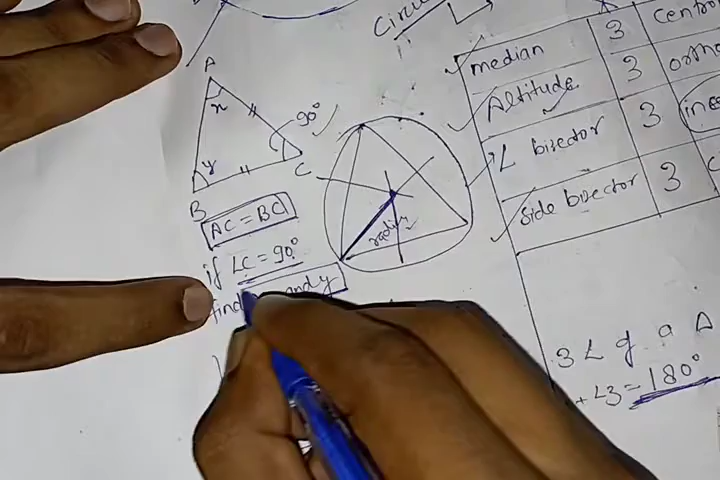 A
x
90°
y
C
B
AC = BC
if ∠C = 90°
find and y
radius
median 3
Altitude 3
∠ bisector 3
side bisector 3
3 ∠ of a Δ
+ ∠3 = 180°